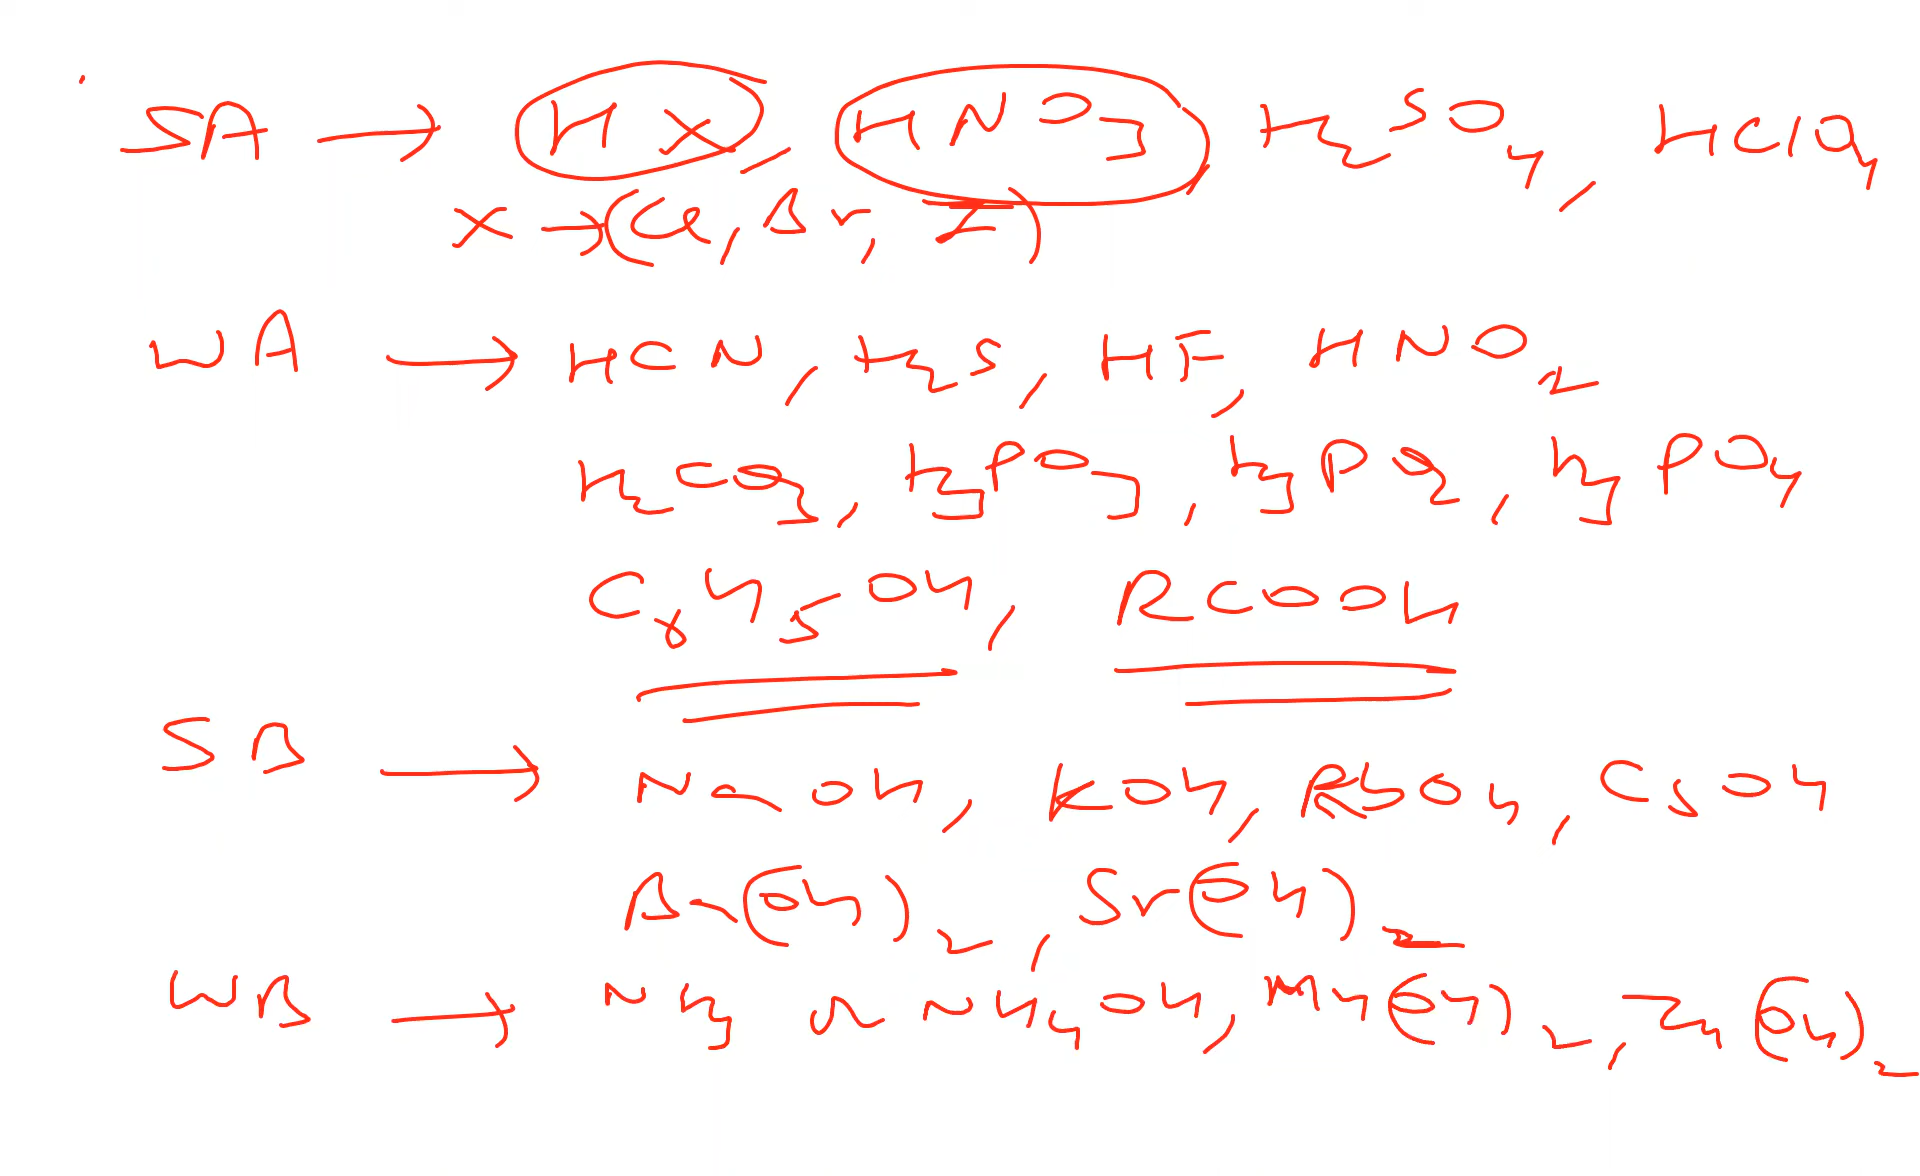 SA → HX, HNO₃ H₂SO₄, HClO₄
X → (Cl, Br, I)
WA → HCN, H₂S, HF, HNO₂
H₂CO₃, H₃PO₃, H₃PO₂, H₃PO₄
C₆H₅OH, RCOOH
SB → NaOH, KOH, RbOH, CsOH
Ba(OH)₂, Sr(OH)₂
WB → NH₃ or NH₄OH, Mn(OH)₂, Zn(OH)₂